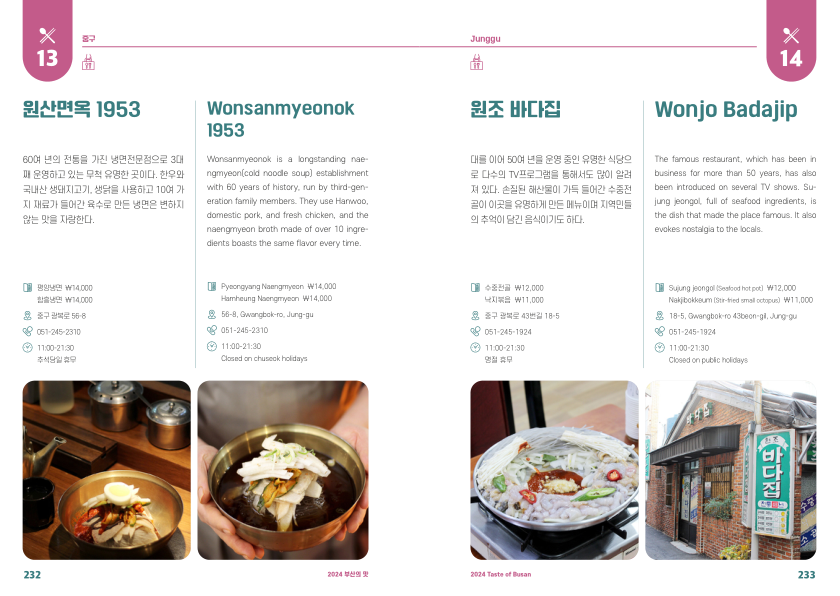 13
중구
원산면옥 1953
60여 년의 전통을 가진 냉면전문점으로 3대
째 운영하고 있는 무척 유명한 곳이다. 한우와
국내산 생돼지고기, 생닭을 사용하고 10여 가
지 재료가 들어간 육수로 만든 냉면은 변하지
않는 맛을 자랑한다.
평양냉면 ₩14,000
함흥냉면 ₩14,000
중구 광복로 56-8
051-245-2310
11:00-21:30
추석당일 휴무
Wonsanmyeonok
1953
Wonsanmyeonok is a longstanding nae-
ngmyeon(cold noodle soup) establishment
with 60 years of history, run by third-gen-
eration family members. They use Hanwoo,
domestic pork, and fresh chicken, and the
naengmyeon broth made of over 10 ingre-
dients boasts the same flavor every time.
Pyeongyang Naengmyeon ₩14,000
Hamheung Naengmyeon ₩14,000
56-8, Gwangbok-ro, Jung-gu
051-245-2310
11:00-21:30
Closed on chuseok holidays
232
2024 부산의 맛
Junggu
14
원조 바다집
대를 이어 50여 년을 운영 중인 유명한 식당으
로 다수의 TV프로그램을 통해서도 많이 알려
져 있다. 손질된 해산물이 가득 들어간 수중전
골이 이곳을 유명하게 만든 메뉴이며 지역민들
의 추억이 담긴 음식이기도 하다.
수중전골 ₩12,000
낙지볶음 ₩11,000
중구 광복로 43번길 18-5
051-245-1924
11:00-21:30
명절 휴무
Wonjo Badajip
The famous restaurant, which has been in
business for more than 50 years, has also
been introduced on several TV shows. Su-
jung jeongol, full of seafood ingredients, is
the dish that made the place famous. It also
evokes nostalgia to the locals.
Sujung jeongol (Seafood hot pot) ₩12,000
Nakjibokkeum (Stir-fried small octopus) ₩11,000
18-5, Gwangbok-ro 43beon-gil, Jung-gu
051-245-1924
11:00-21:30
Closed on public holidays
바다집
원조
바다집
2024 Taste of Busan
233